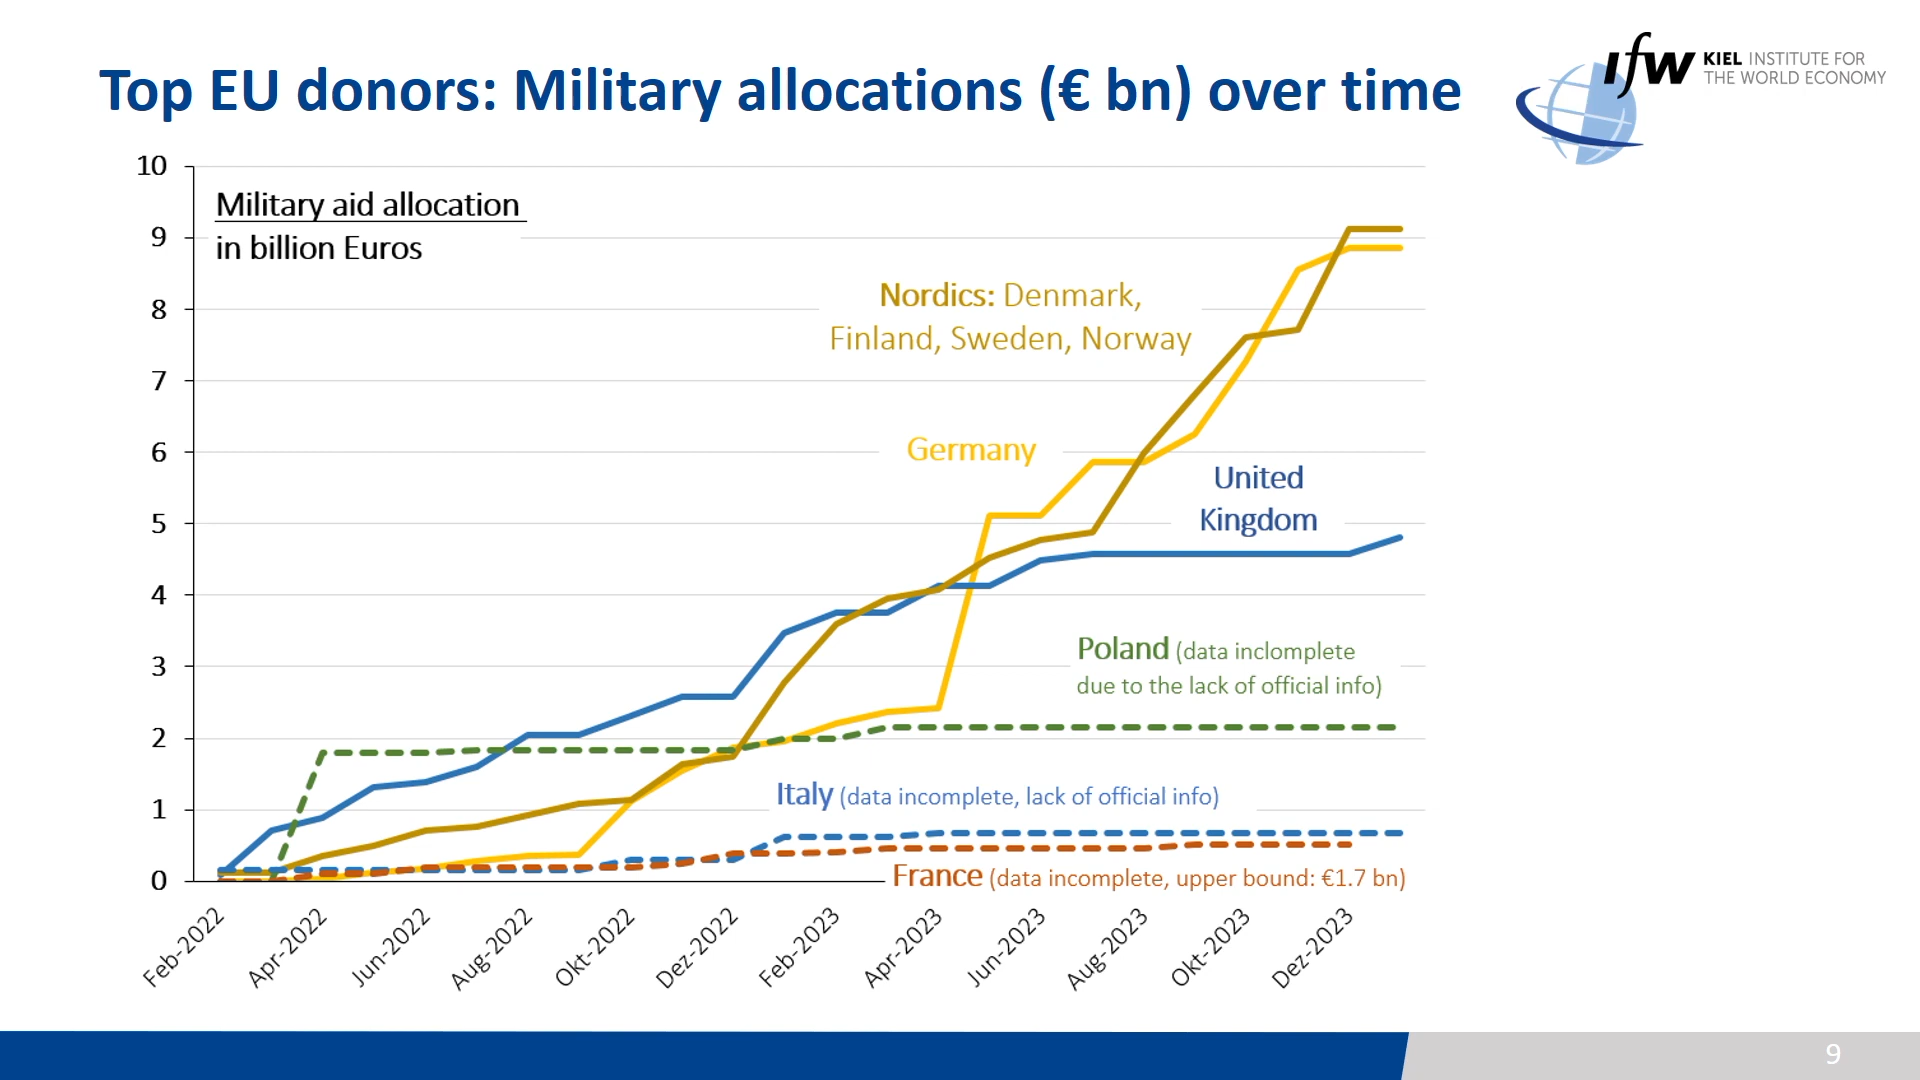 Top EU donors: Military allocations (€ bn) over time
ifw KIEL INSTITUTE FOR
THE WORLD ECONOMY
Military aid allocation
in billion Euros
10
9
8
7
6
5
4
3
2
1
0
Nordics: Denmark,
Finland, Sweden, Norway
Germany
United
Kingdom
Poland (data inclomplete
due to the lack of official info)
Italy (data incomplete, lack of official info)
France (data incomplete, upper bound: €1.7 bn)
Feb-2022
Apr-2022
Jun-2022
Aug-2022
Okt-2022
Dez-2022
Feb-2023
Apr-2023
Jun-2023
Aug-2023
Okt-2023
Dez-2023
9